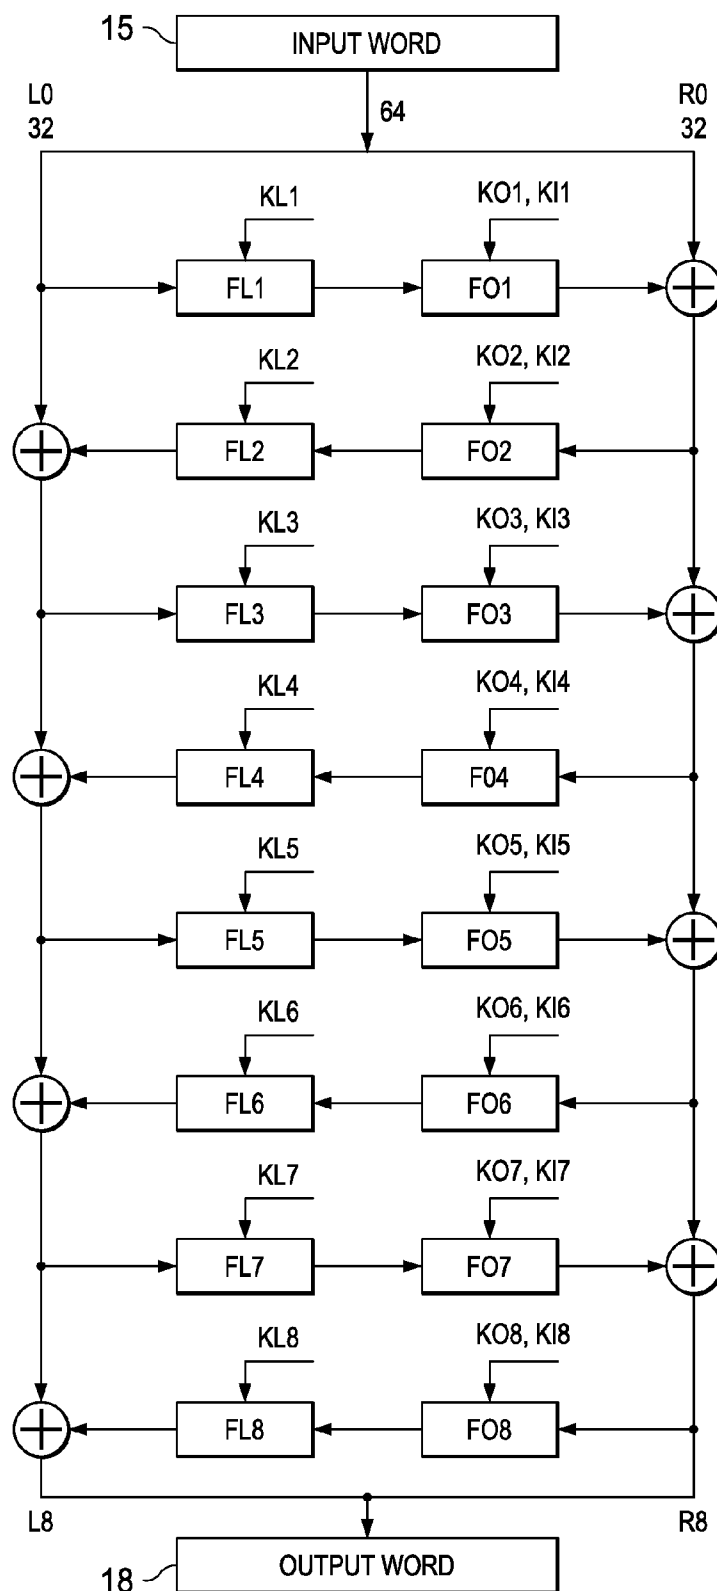 15
INPUT WORD
L0
32
64
R0
32
KL1
KO1, KI1
FL1
FO1
KL2
KO2, KI2
FL2
FO2
KL3
KO3, KI3
FL3
FO3
KL4
KO4, KI4
FL4
F04
KL5
KO5, KI5
FL5
FO5
KL6
KO6, KI6
FL6
FO6
KL7
KO7, KI7
FL7
FO7
KL8
KO8, KI8
FL8
FO8
L8
R8
18
OUTPUT WORD